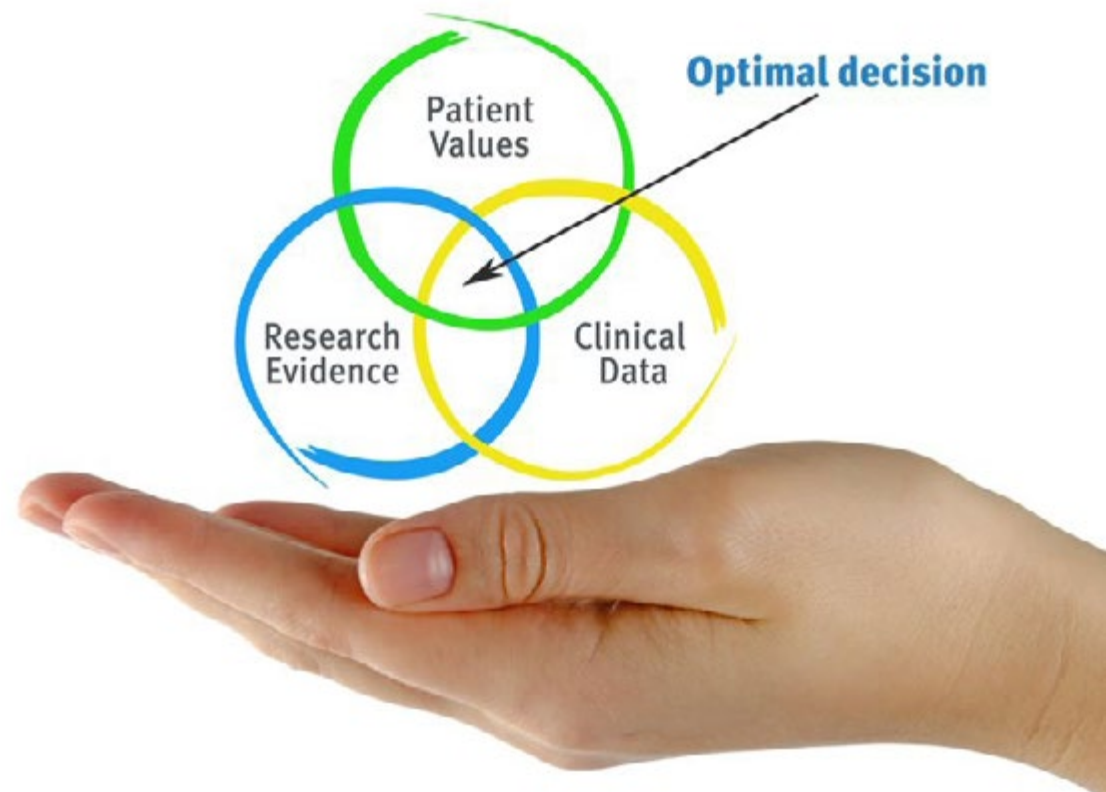 Optimal decision
Patient
Values
Research
Evidence
Clinical
Data